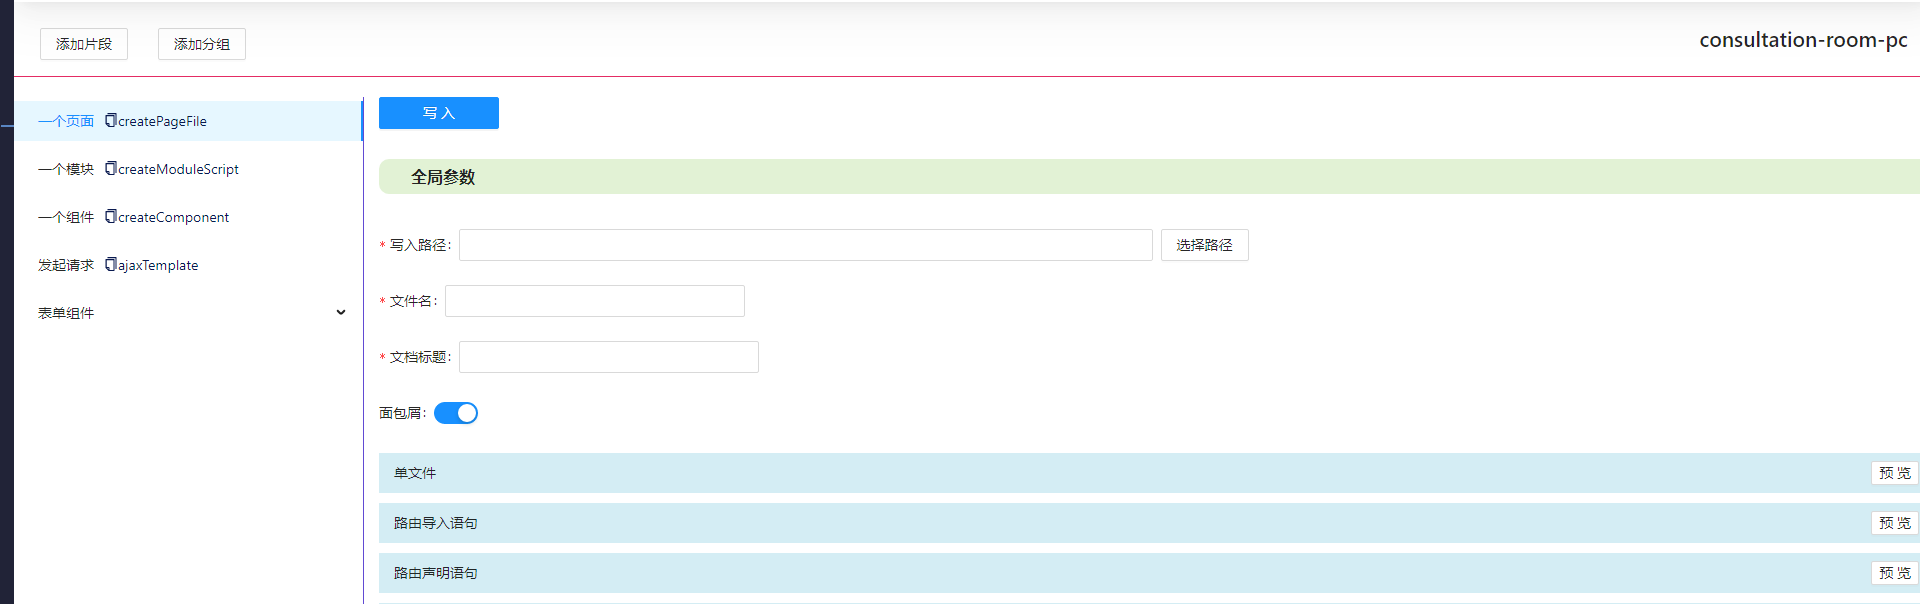 添加片段 添加分组 consultation-room-pc
一个页面 createPageFile
一个模块 createModuleScript
一个组件 createComponent
发起请求 ajaxTemplate
表单组件
写 入
全局参数
* 写入路径: 选择路径
* 文件名:
* 文档标题:
面包屑:
单文件 预 览
路由导入语句 预 览
路由声明语句 预 览